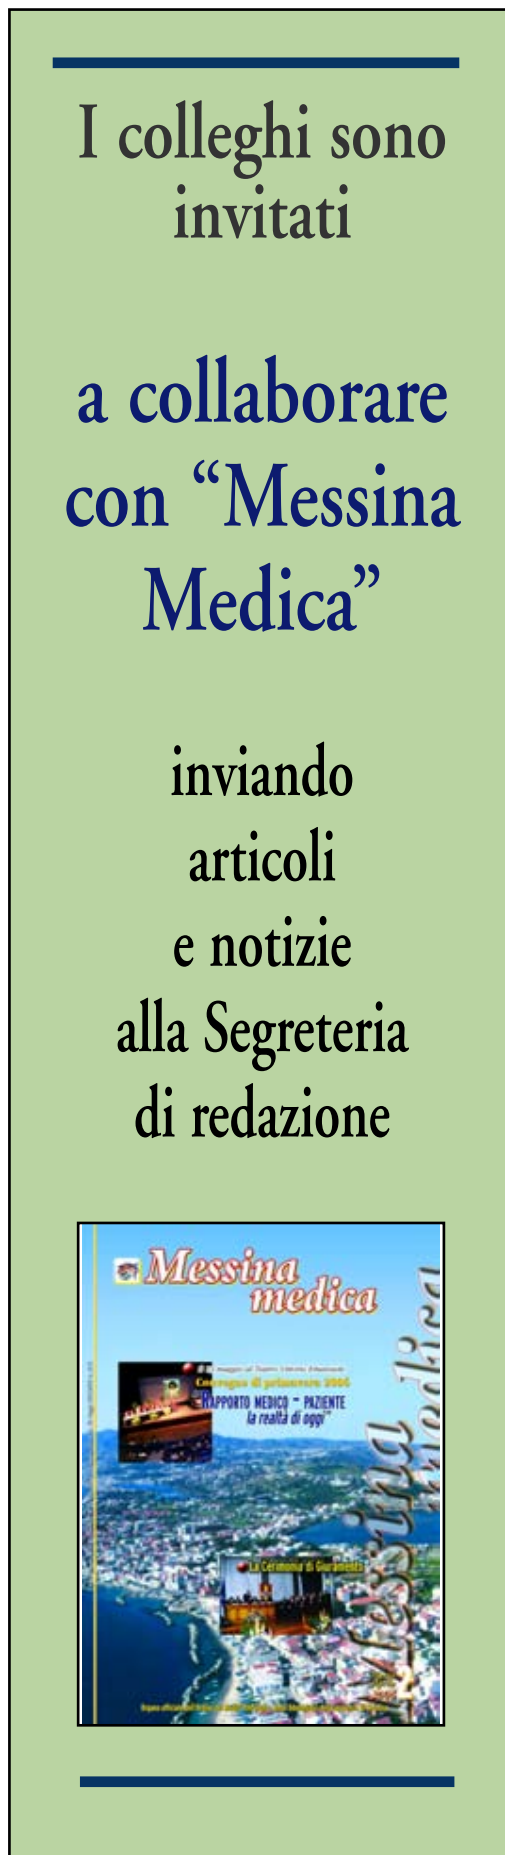 I colleghi sono
invitati
a collaborare
con “Messina
Medica”
inviando
articoli
e notizie
alla Segreteria
di redazione
Messina
medica
Convegno di primavera 2006
"RAPPORTO MEDICO - PAZIENTE
la realtà di oggi"
La Cerimonia di Giuramento
Messina
medica